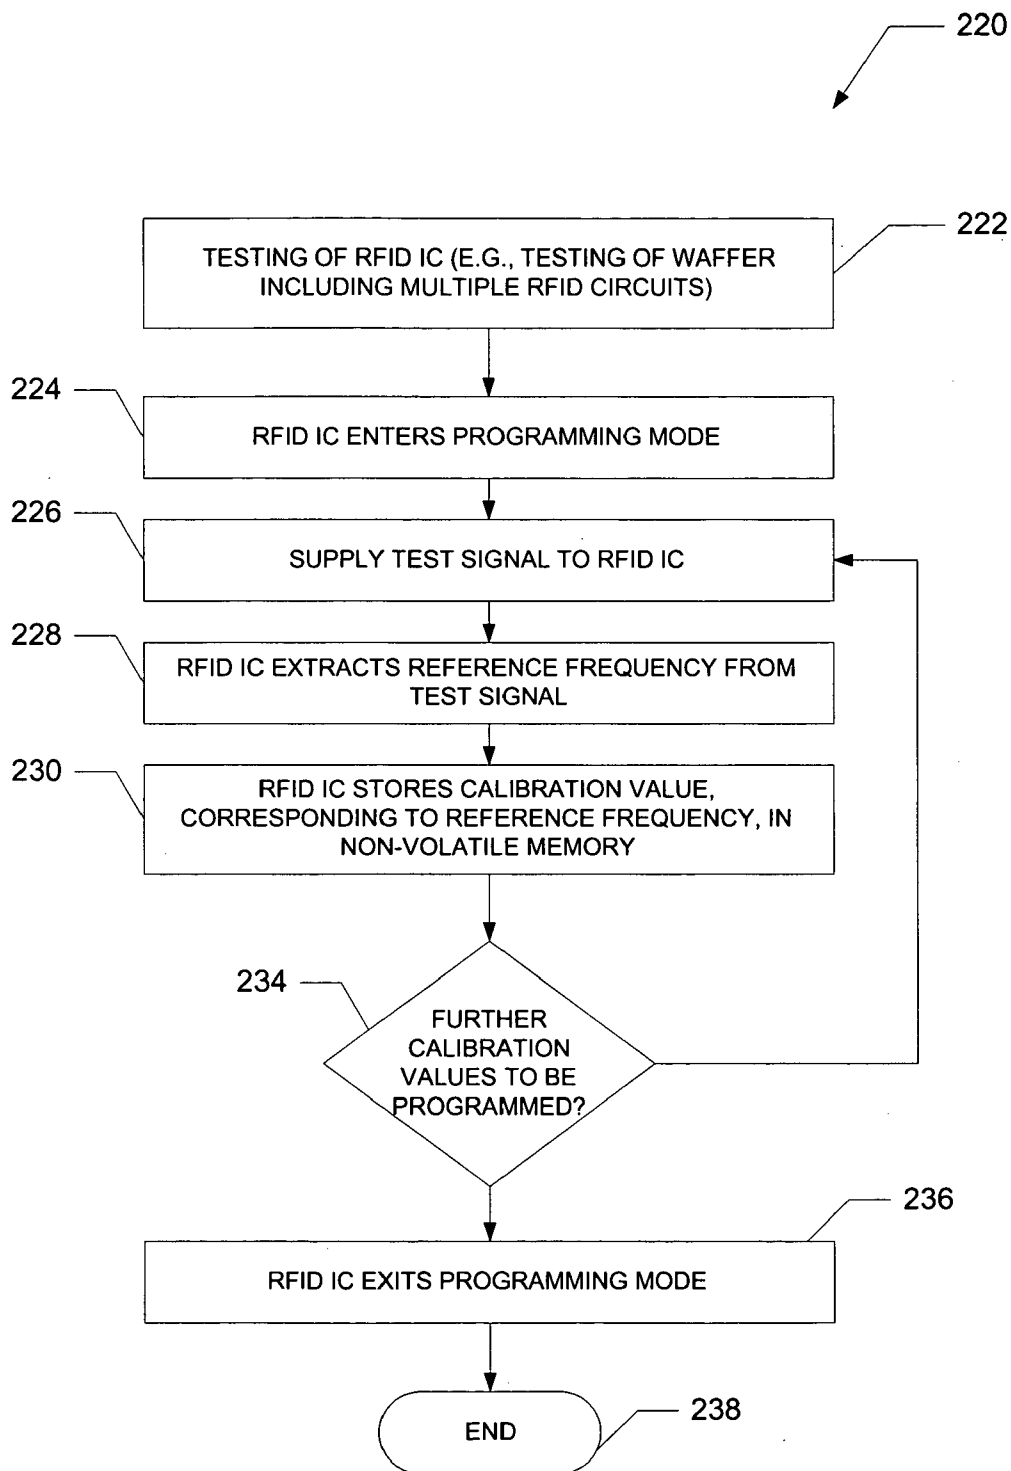 220
222
TESTING OF RFID IC (E.G., TESTING OF WAFFER
INCLUDING MULTIPLE RFID CIRCUITS)
224
RFID IC ENTERS PROGRAMMING MODE
226
SUPPLY TEST SIGNAL TO RFID IC
228
RFID IC EXTRACTS REFERENCE FREQUENCY FROM
TEST SIGNAL
230
RFID IC STORES CALIBRATION VALUE,
CORRESPONDING TO REFERENCE FREQUENCY, IN
NON-VOLATILE MEMORY
234
FURTHER
CALIBRATION
VALUES TO BE
PROGRAMMED?
236
RFID IC EXITS PROGRAMMING MODE
END
238